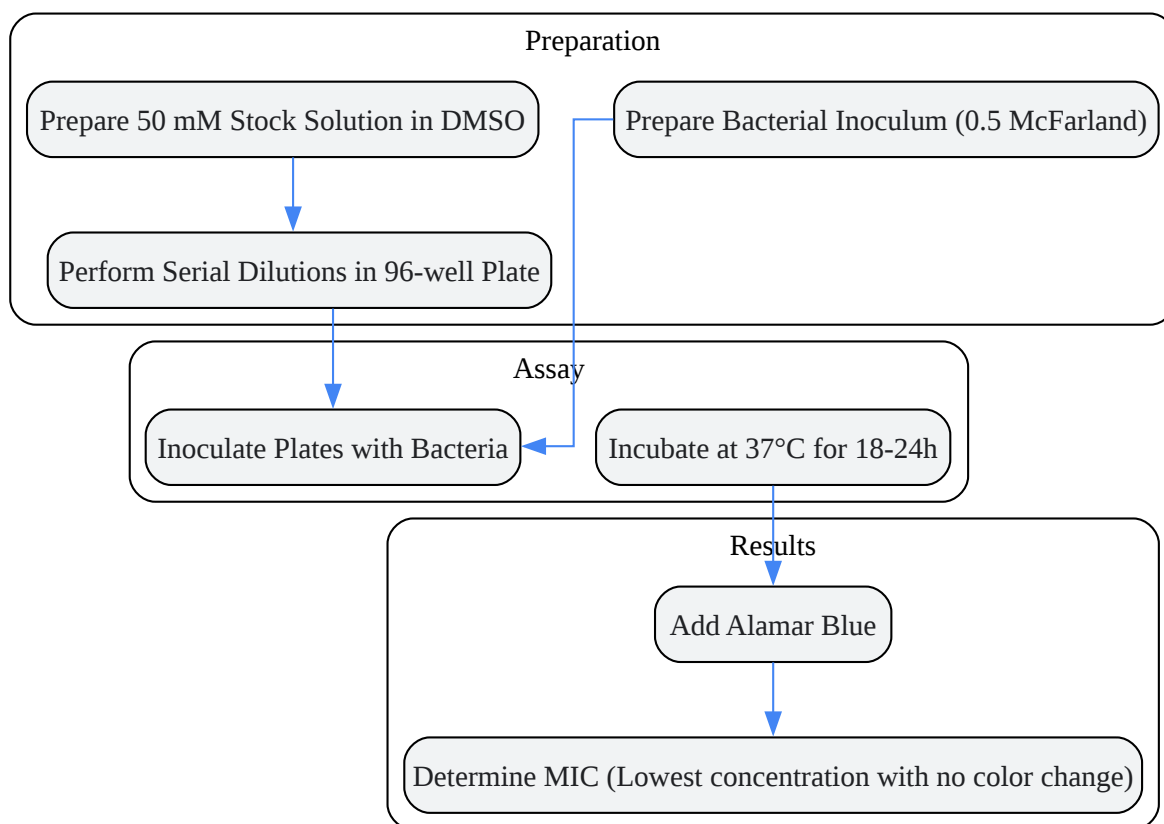 Preparation
Prepare 50 mM Stock Solution in DMSO
Prepare Bacterial Inoculum (0.5 McFarland)
Perform Serial Dilutions in 96-well Plate
Assay
Inoculate Plates with Bacteria
Incubate at 37°C for 18-24h
Results
Add Alamar Blue
Determine MIC (Lowest concentration with no color change)